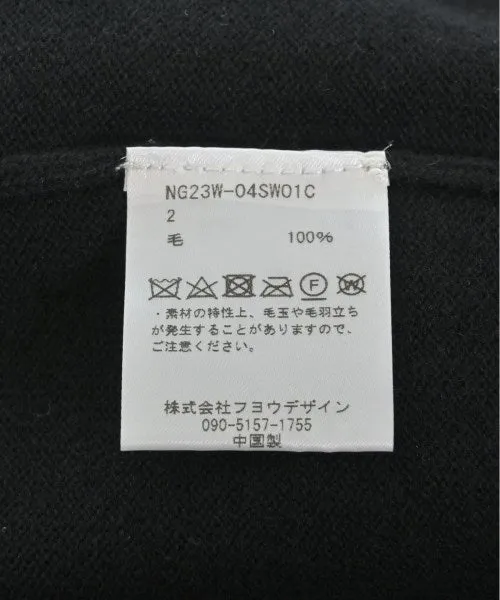 NG23W-04SW01C
2
毛 100%
F W
・素材の特性上、毛玉や毛羽立ち
が発生することがありますので、
ご注意ください。
株式会社フヨウデザイン
090-5157-1755
中国製